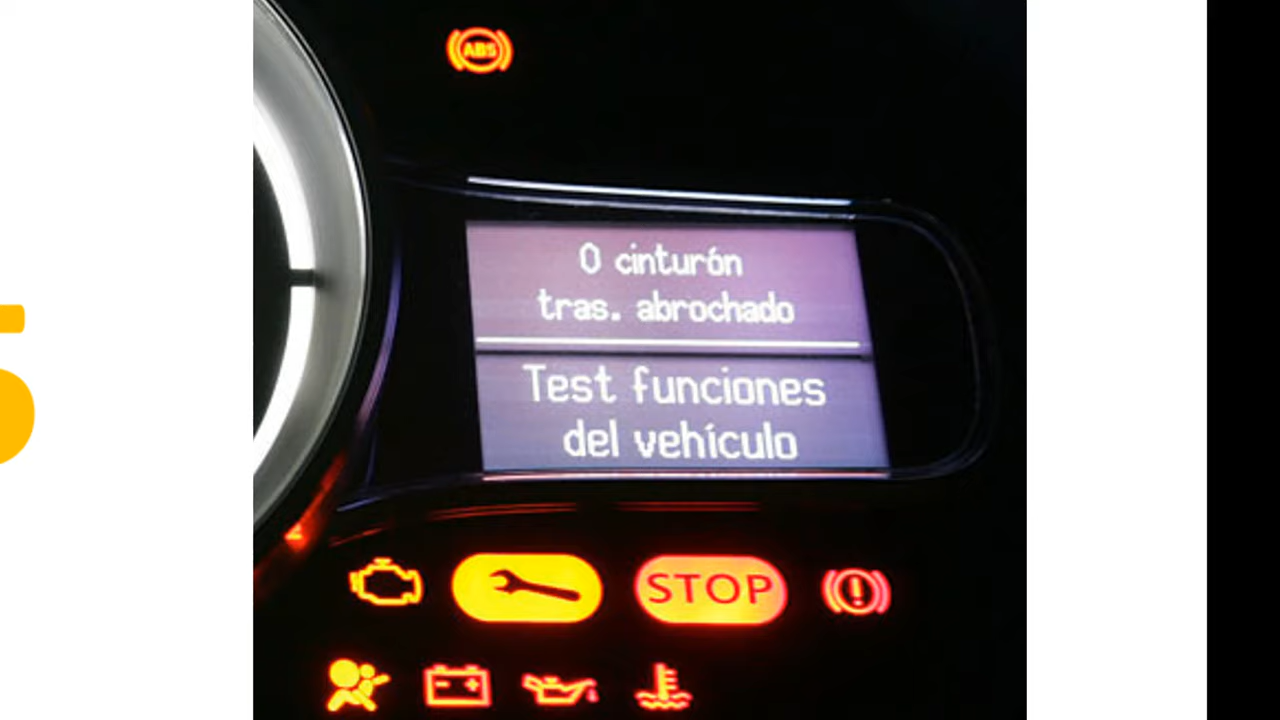 ABS
0 cinturón
tras. abrochado
Test funciones
del vehículo
STOP